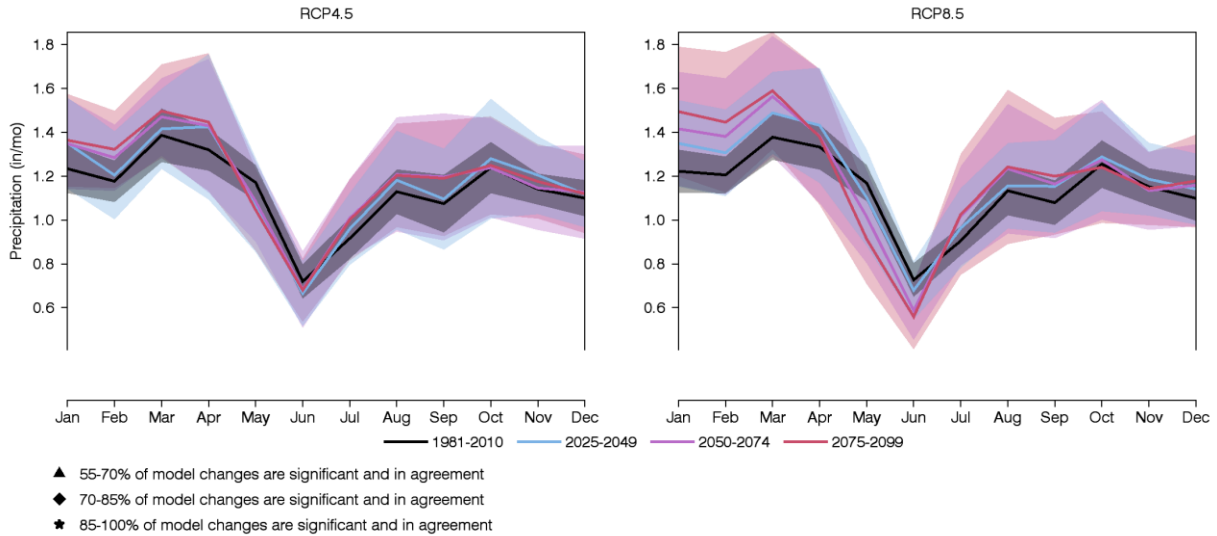 RCP4.5
RCP8.5
Precipitation (in/mo)
1.8
1.6
1.4
1.2
1.0
0.8
0.6
1.8
1.6
1.4
1.2
1.0
0.8
0.6
Jan Feb Mar Apr May Jun Jul Aug Sep Oct Nov Dec
Jan Feb Mar Apr May Jun Jul Aug Sep Oct Nov Dec
1981-2010 2025-2049 2050-2074 2075-2099
55-70% of model changes are significant and in agreement
70-85% of model changes are significant and in agreement
85-100% of model changes are significant and in agreement